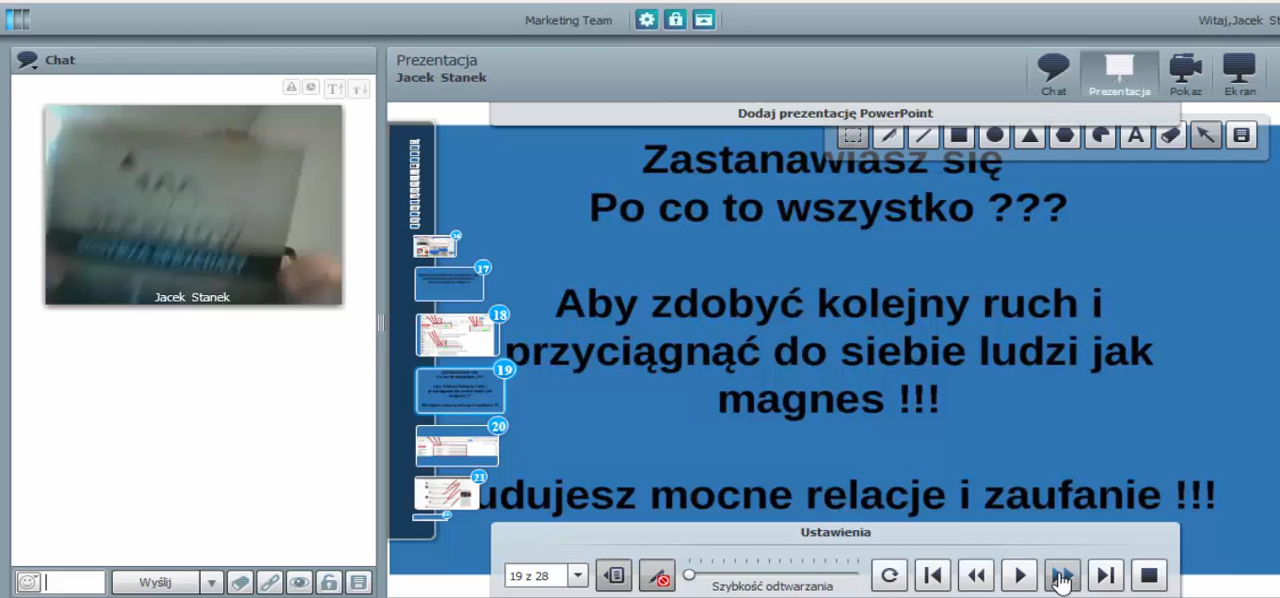 Marketing Team
Witaj,Jacek St
Chat
Prezentacja
Jacek Stanek
Chat
Prezentacja
Pokaz
Ekran
Dodaj prezentację PowerPoint
T↑
T↓
A
Jacek Stanek
16
17
18
19
20
21
Zastanawiasz się
Po co to wszystko ???
Aby zdobyć kolejny ruch i
przyciągnąć do siebie ludzi jak
magnes !!!
udujesz mocne relacje i zaufanie !!!
Ustawienia
19 z 28
Szybkość odtwarzania
Wyślij